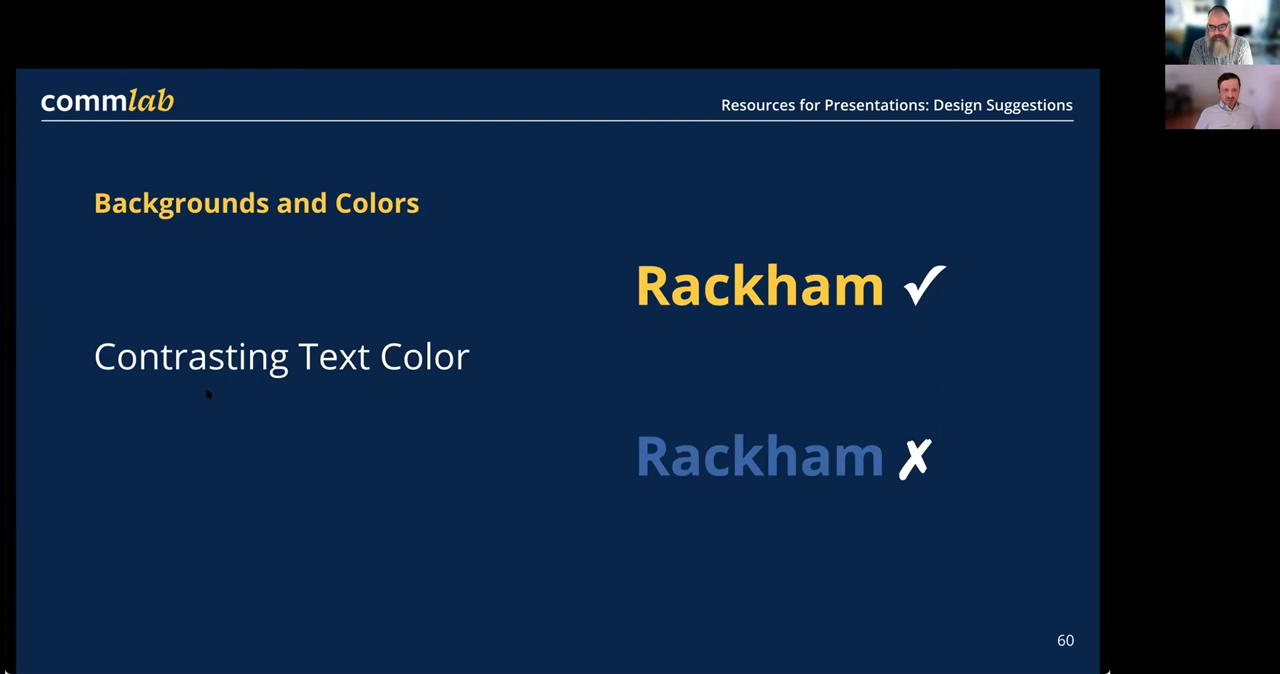 commlab
Resources for Presentations: Design Suggestions
Backgrounds and Colors
Rackham ✓
Contrasting Text Color
Rackham ✗
60